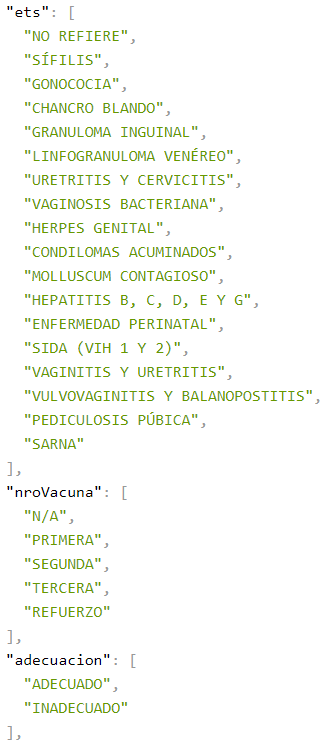 "ets": [
"NO REFIERE",
"SÍFILIS",
"GONOCOCIA",
"CHANCRO BLANDO",
"GRANULOMA INGUINAL",
"LINFOGRANULOMA VENÉREO",
"URETRITIS Y CERVICITIS",
"VAGINOSIS BACTERIANA",
"HERPES GENITAL",
"CONDILOMAS ACUMINADOS",
"MOLLUSCUM CONTAGIOSO",
"HEPATITIS B, C, D, E Y G",
"ENFERMEDAD PERINATAL",
"SIDA (VIH 1 Y 2)",
"VAGINITIS Y URETRITIS",
"VULVOVAGINITIS Y BALANOPOSTITIS",
"PEDICULOSIS PÚBICA",
"SARNA"
],
"nroVacuna": [
"N/A",
"PRIMERA",
"SEGUNDA",
"TERCERA",
"REFUERZO"
],
"adecuacion": [
"ADECUADO",
"INADECUADO"
],